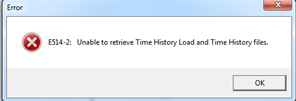 Error
E514-2: Unable to retrieve Time History Load and Time History files.
OK